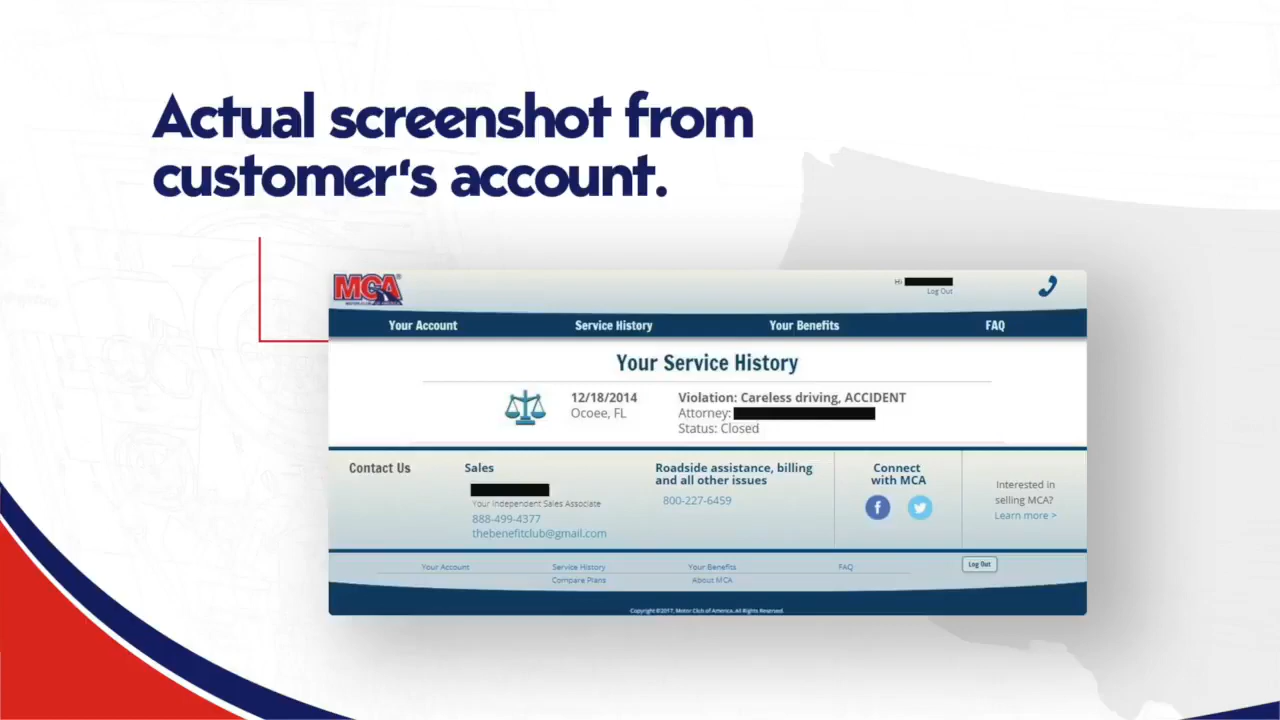 Actual screenshot from
customer's account.
MCA®
MOTOR CLUB OF AMERICA
Hi
Log Out
Your Account
Service History
Your Benefits
FAQ
Your Service History
12/18/2014
Ocoee, FL
Violation: Careless driving, ACCIDENT
Attorney:
Status: Closed
Contact Us
Sales
Your Independent Sales Associate
888-499-4377
thebenefitclub@gmail.com
Roadside assistance, billing
and all other issues
800-227-6459
Connect
with MCA
Interested in
selling MCA?
Learn more >
Your Account
Service History
Your Benefits
FAQ
Log Out
Compare Plans
About MCA
Copyright ©2017, Motor Club of America. All Rights Reserved.